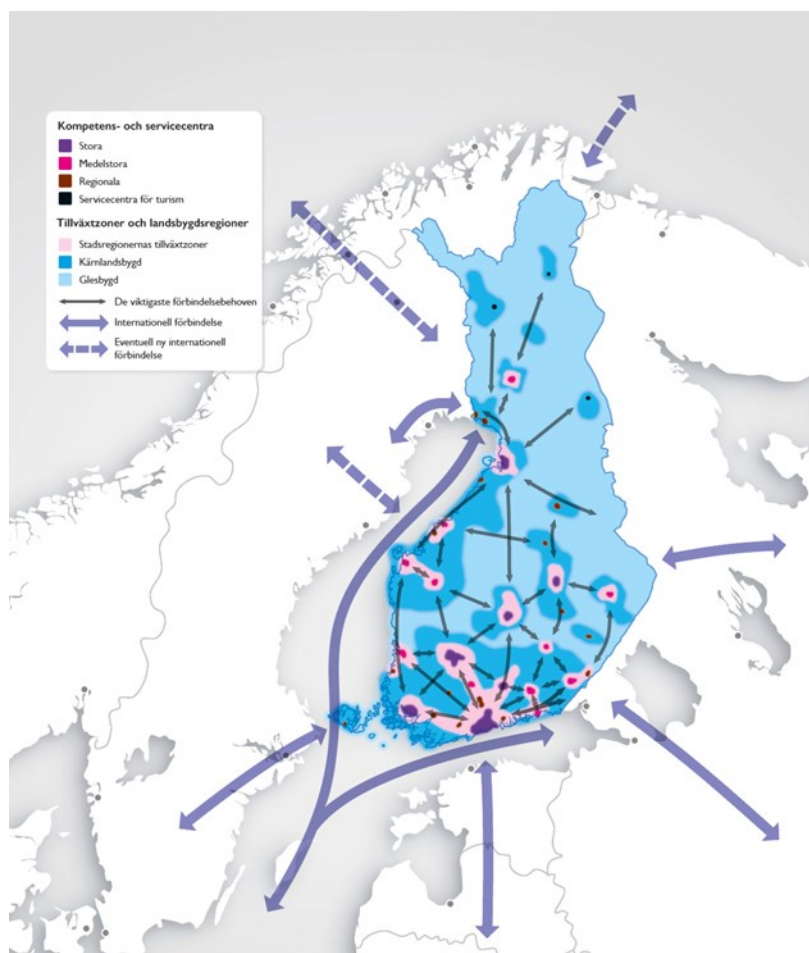 Kompetens- och servicecentra
Stora
Medelstora
Regionala
Servicecentra för turism
Tillväxtzoner och landsbygdsregioner
Stadsregionernas tillväxtzoner
Kärnlandsbygd
Glesbygd
De viktigaste förbindelsebehoven
Internationell förbindelse
Eventuell ny internationell
förbindelse